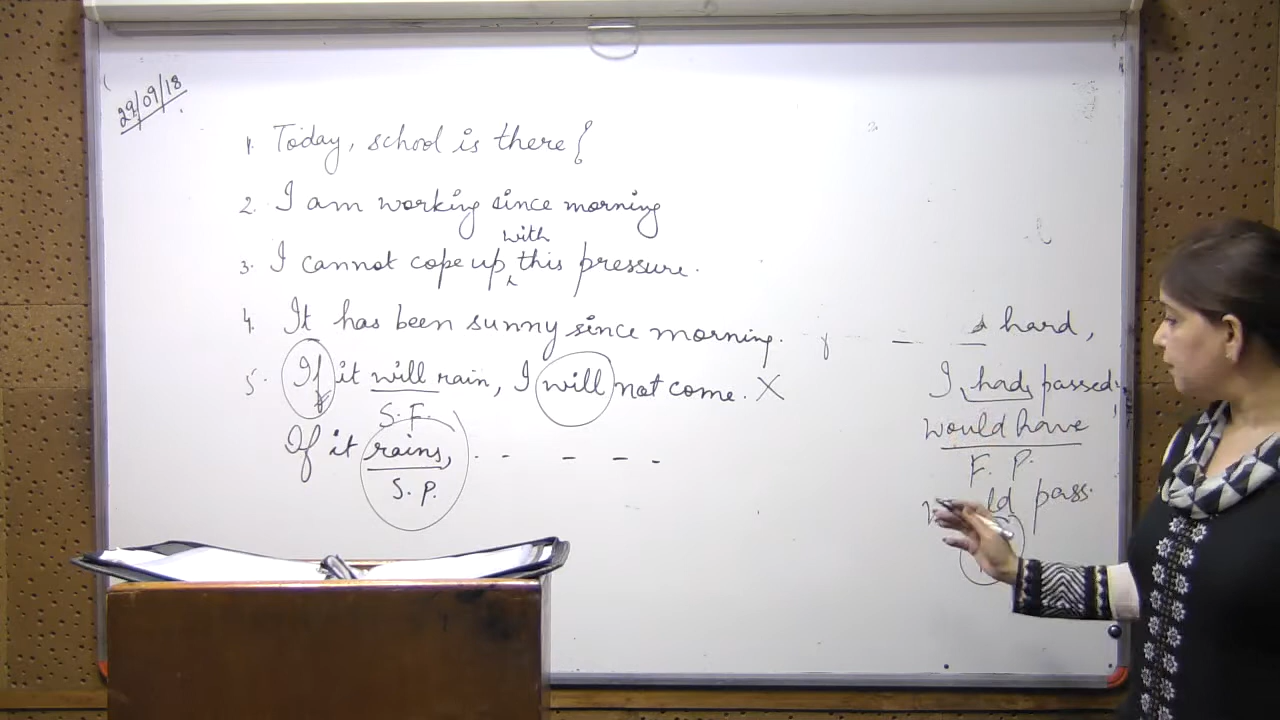 29/09/18
1. Today, school is there {
2. I am working since morning
with
3. I cannot cope up ^ this pressure.
4. It has been sunny since morning.
5. If it will rain, I will not come. X
S. F.
If it rains, - - - - -
S. P.
hard,
I had passed
would have
F. P.
pass.